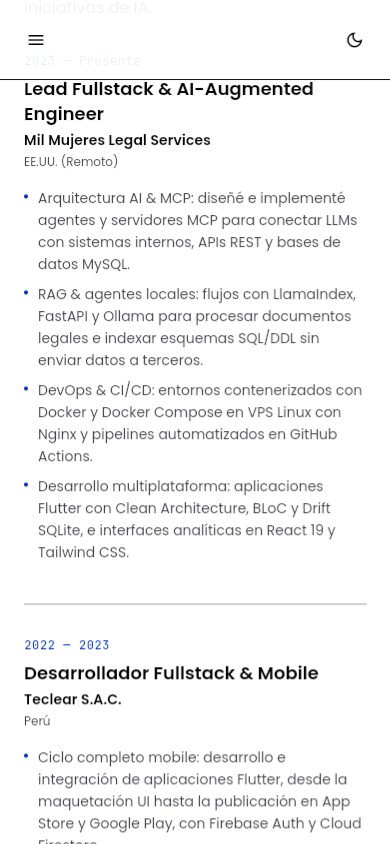 iniciativas de IA.
2023 — Presente
Lead Fullstack & AI-Augmented
Engineer
Mil Mujeres Legal Services
EE.UU. (Remoto)
• Arquitectura AI & MCP: diseñé e implementé
agentes y servidores MCP para conectar LLMs
con sistemas internos, APIs REST y bases de
datos MySQL.
• RAG & agentes locales: flujos con LlamaIndex,
FastAPI y Ollama para procesar documentos
legales e indexar esquemas SQL/DDL sin
enviar datos a terceros.
• DevOps & CI/CD: entornos contenerizados con
Docker y Docker Compose en VPS Linux con
Nginx y pipelines automatizados en GitHub
Actions.
• Desarrollo multiplataforma: aplicaciones
Flutter con Clean Architecture, BLoC y Drift
SQLite, e interfaces analíticas en React 19 y
Tailwind CSS.
2022 — 2023
Desarrollador Fullstack & Mobile
Teclear S.A.C.
Perú
• Ciclo completo mobile: desarrollo e
integración de aplicaciones Flutter, desde la
maquetación UI hasta la publicación en App
Store y Google Play, con Firebase Auth y Cloud
Firestore.